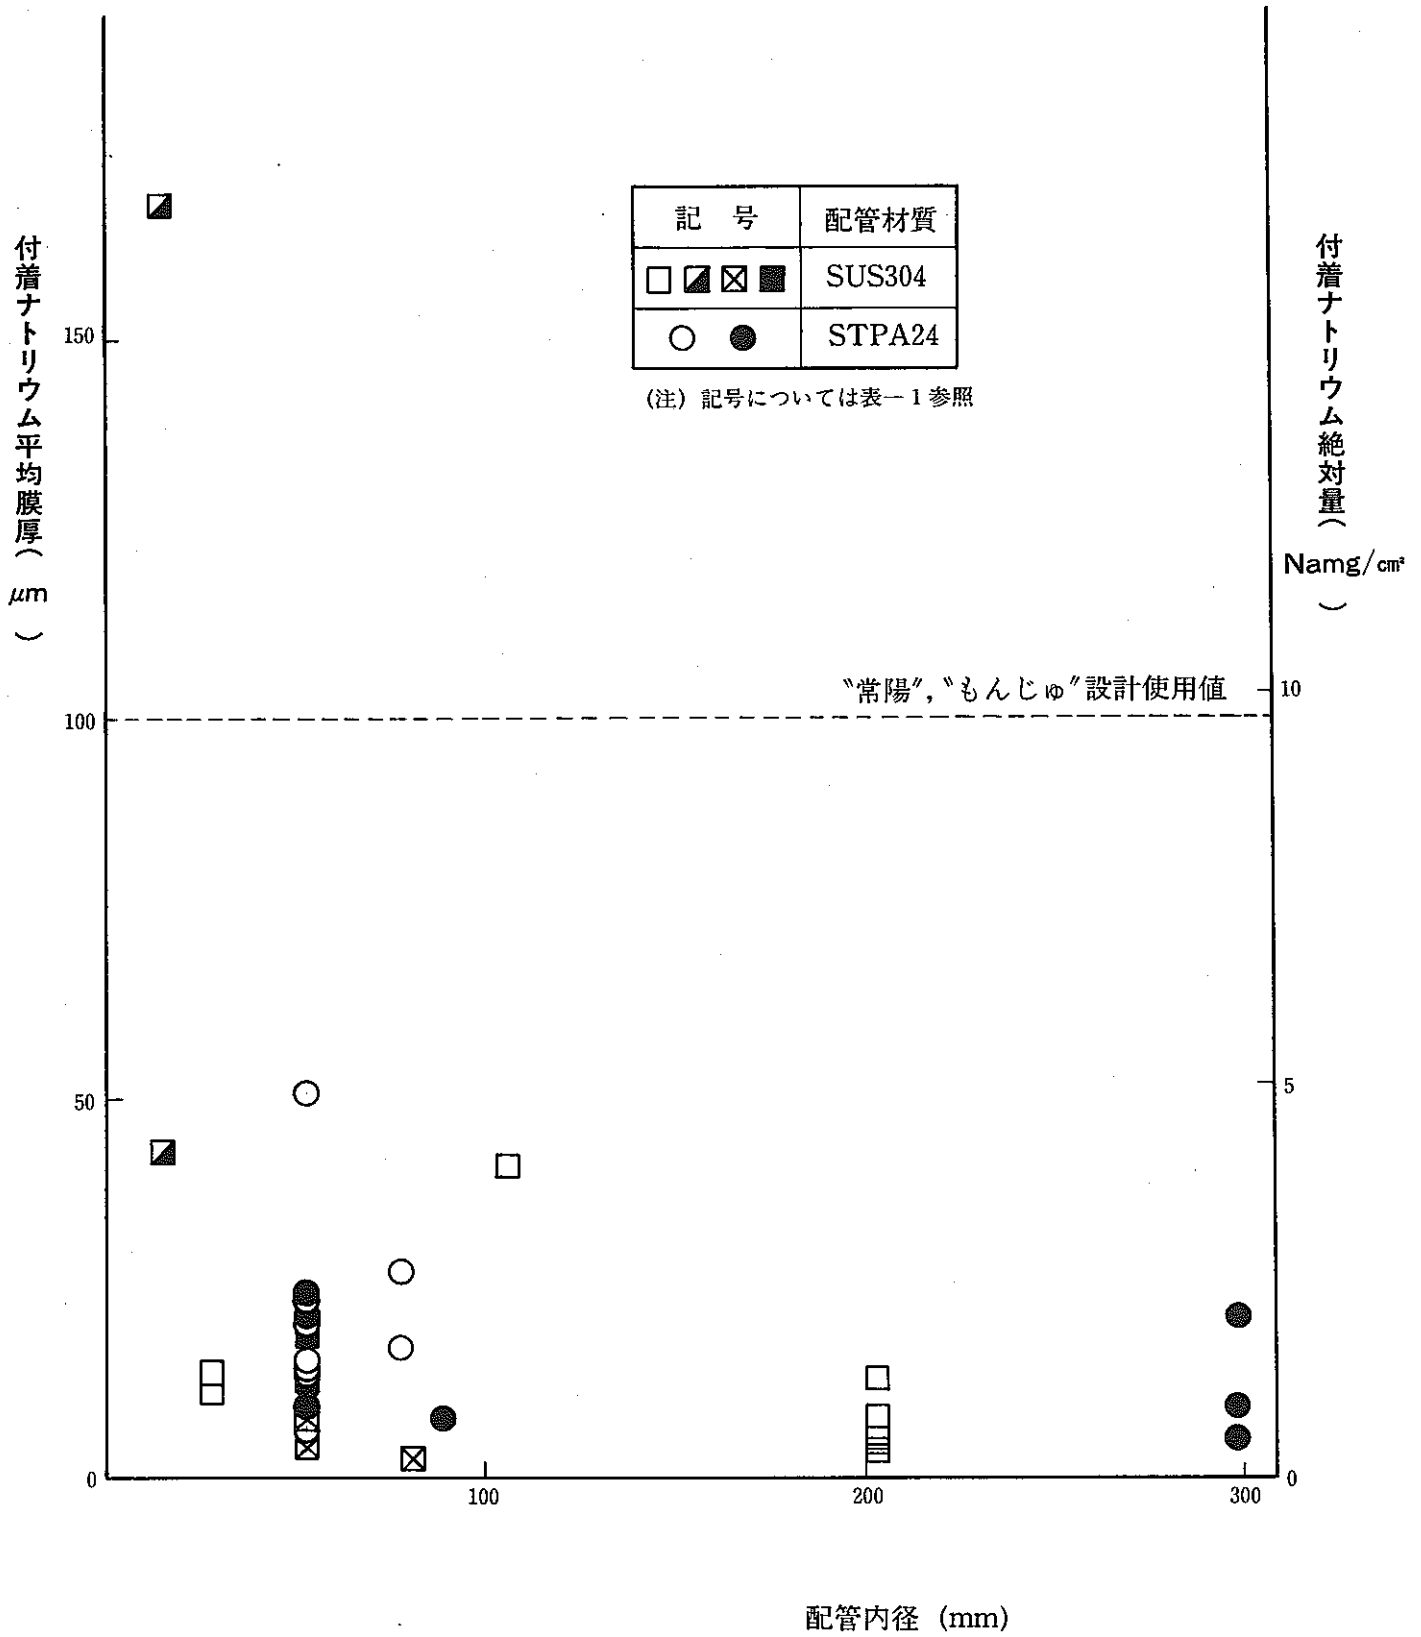 付着ナトリウム平均膜厚(μm)
150
100
50
0
記 号 配管材質
□ ◪ ⊠ ■ SUS304
○ ● STPA24
(注) 記号については表-1参照
〝常陽〞,〝もんじゅ〞設計使用値
付着ナトリウム絶対量(Namg/cm²)
10
5
0
100 200 300
配管内径 (mm)